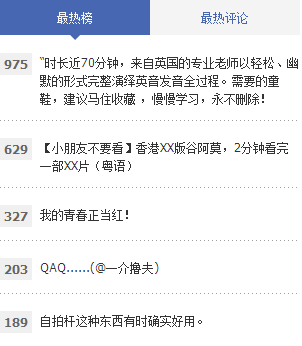 最热榜
最热评论
975
"时长近70分钟，来自英国的专业老师以轻松、幽
默的形式完整演绎英音发音全过程。需要的童
鞋，建议马住收藏 ，慢慢学习，永不删除！
629
【小朋友不要看】香港XX版谷阿莫，2分钟看完
一部XX片（粤语）
327
我的青春正当红！
203
QAQ……(@一介撸夫）
189
自拍杆这种东西有时确实好用。